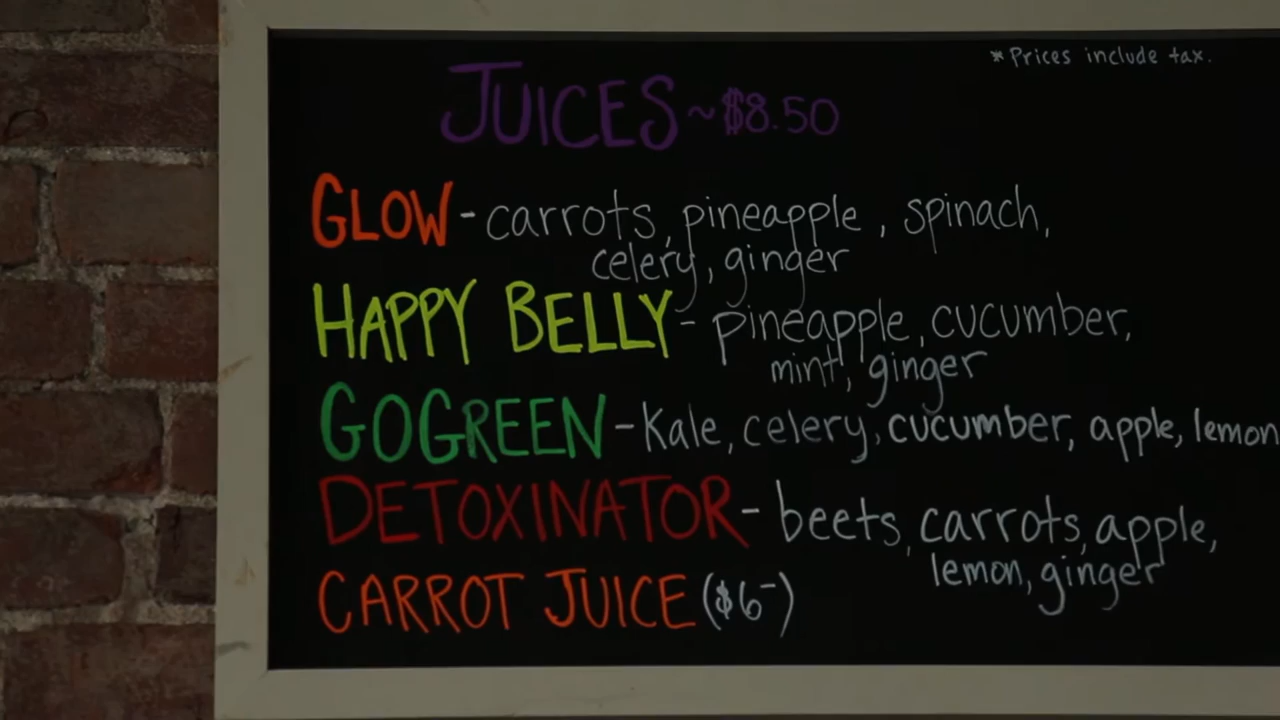 *Prices include tax.
JUICES ~ $8.50
GLOW - carrots, pineapple, spinach,
celery, ginger
HAPPY BELLY - pineapple, cucumber,
mint, ginger
GOGREEN - Kale, celery, cucumber, apple, lemon
DETOXINATOR - beets, carrots, apple,
lemon, ginger
CARROT JUICE ($6-)